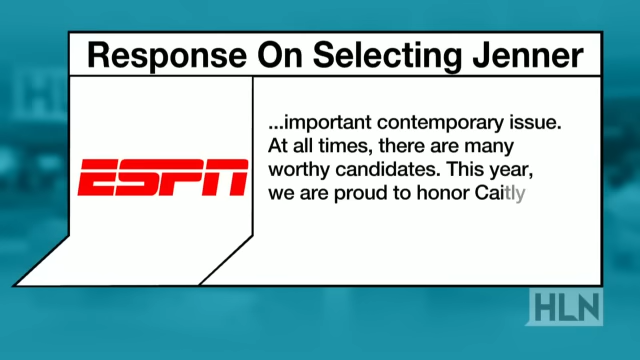 Response On Selecting Jenner
...important contemporary issue.
At all times, there are many
worthy candidates. This year,
we are proud to honor Caitly
ESPN
HLN
HLN